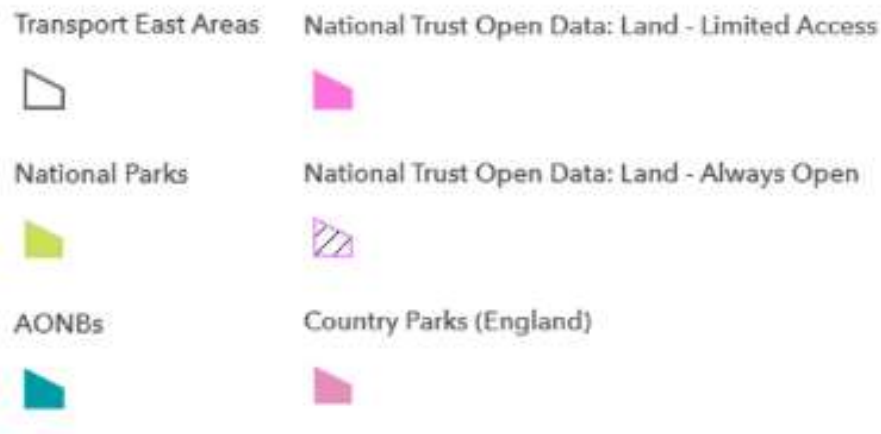 Transport East Areas
National Trust Open Data: Land - Limited Access
National Parks
National Trust Open Data: Land - Always Open
AONBs
Country Parks (England)